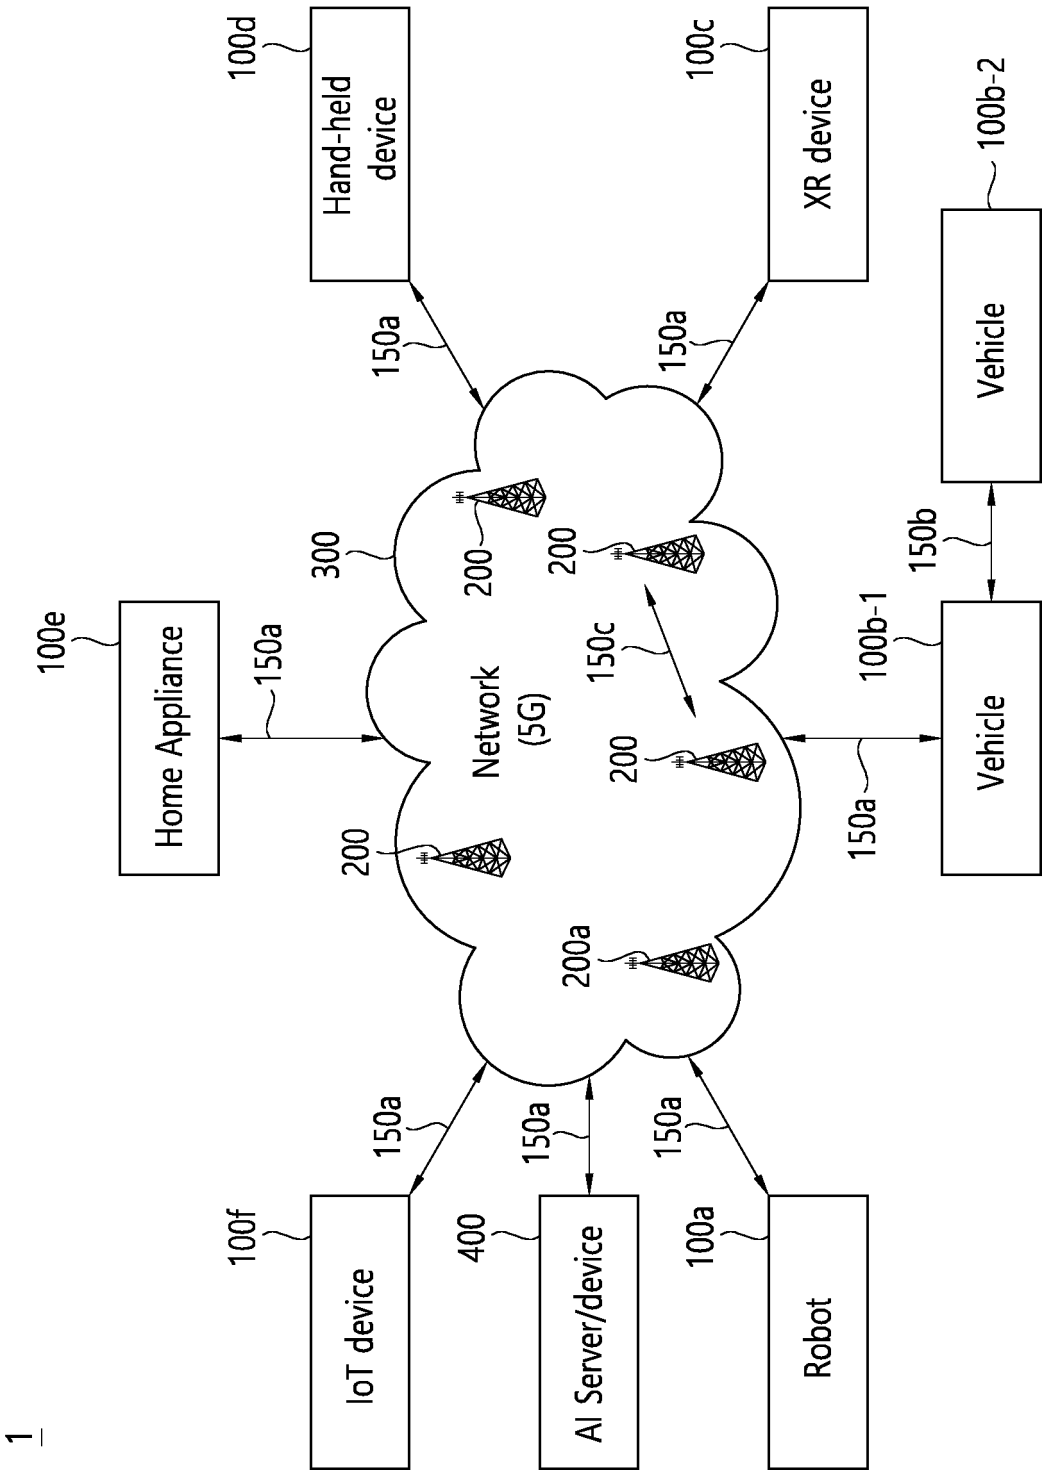 1
100e
Home Appliance
150a
100f
IoT device
150a
300
100d
Hand-held
device
150a
200
200
Network
(5G)
400
AI Server/device
150a
200a
200
150c
200
100a
Robot
150a
150a
100c
XR device
150a
100b-1
Vehicle
150b
100b-2
Vehicle